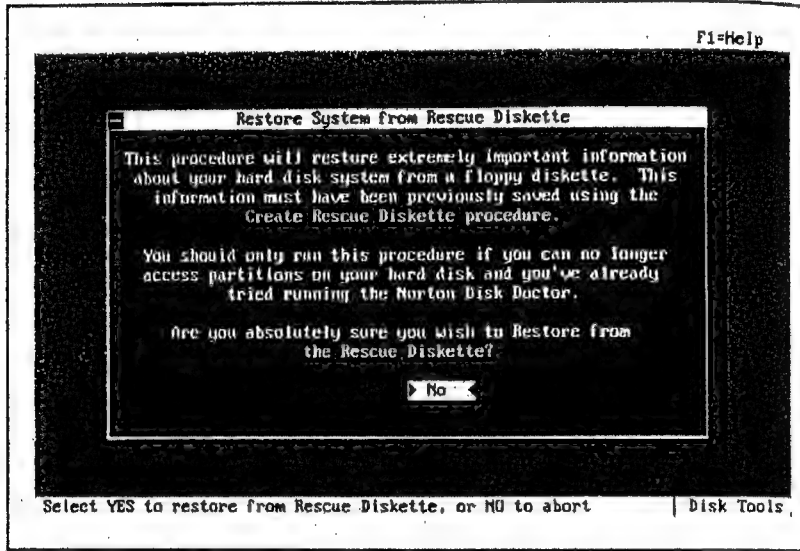 F1=Help
Restore System from Rescue Diskette
This procedure will restore extremely important information
about your hard disk system from a floppy diskette.  This
information must have been previously saved using the
Create Rescue Diskette procedure.
You should only run this procedure if you can no longer
access partitions on your hard disk and you've already
tried running the Norton Disk Doctor.
Are you absolutely sure you wish to Restore from
the Rescue Diskette?
No
Select YES to restore from Rescue Diskette, or NO to abort
Disk Tools